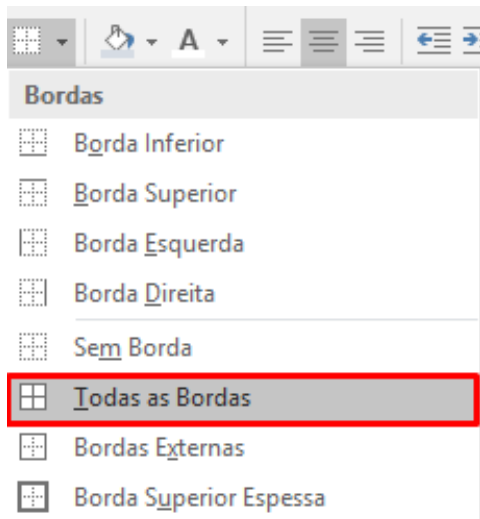 A
Bordas
Borda Inferior
Borda Superior
Borda Esquerda
Borda Direita
Sem Borda
Todas as Bordas
Bordas Externas
Borda Superior Espessa